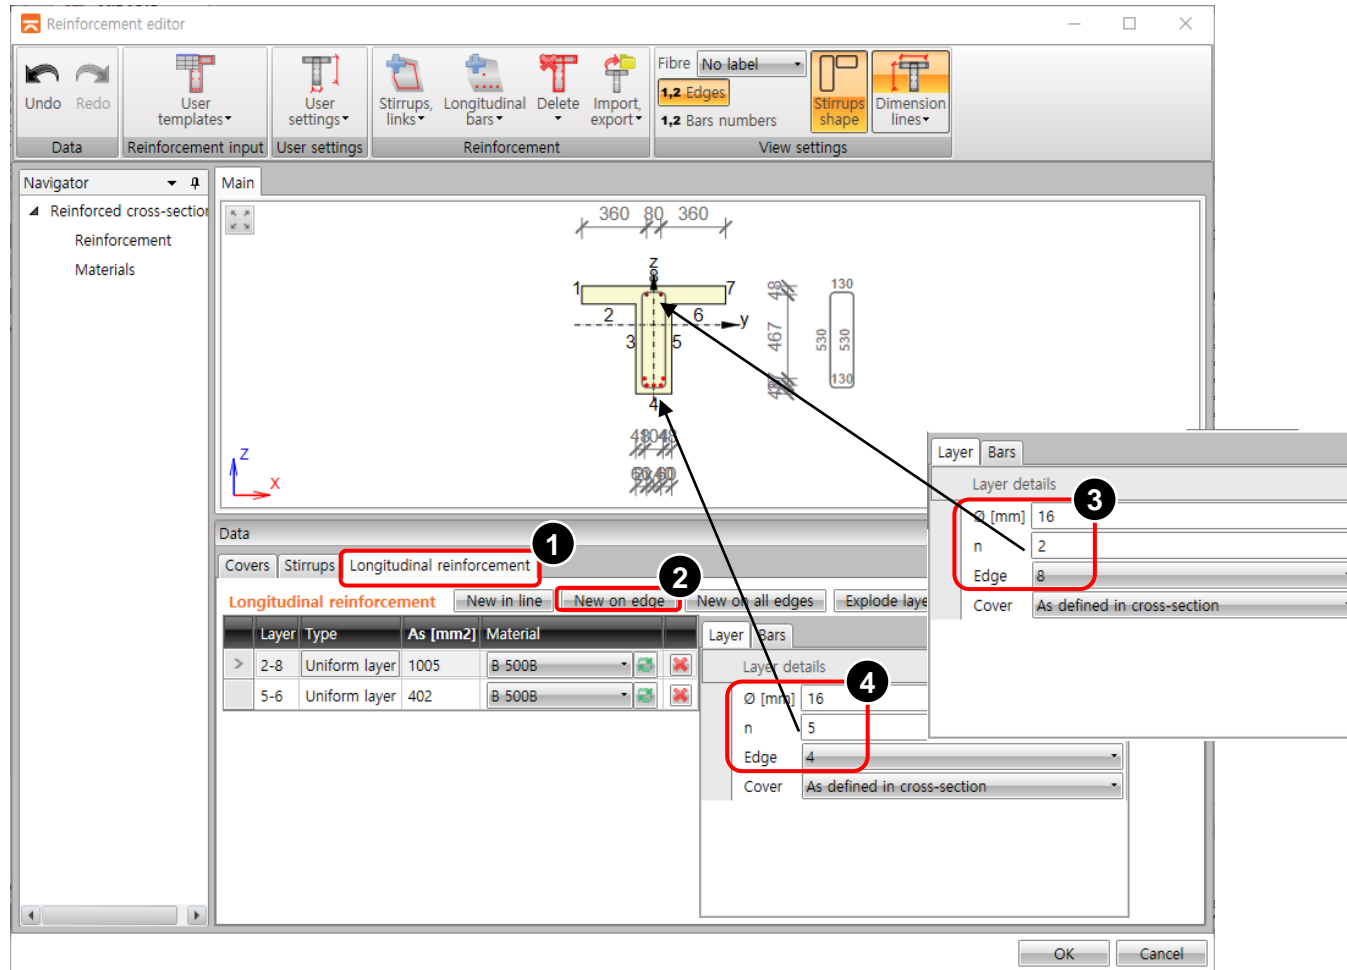 Reinforcement editor
Undo Redo
User templates
User settings
Stirrups, links
Longitudinal bars
Delete
Import, export
Fibre No label
1,2 Edges
1,2 Bars numbers
Stirrups shape
Dimension lines
Data
Reinforcement input
User settings
Reinforcement
View settings
Navigator
Reinforced cross-section
Reinforcement
Materials
Main
360 80 360
z
8
1
7
2
6
y
3
5
4
48
467
130
530
530
130
Z
X
Data
1
Covers Stirrups Longitudinal reinforcement
2
Longitudinal reinforcement New in line New on edge New on all edges Explode laye
Layer Type As [mm2] Material
> 2-8 Uniform layer 1005 B 500B
5-6 Uniform layer 402 B 500B
Layer Bars
Layer details
4
Ø [mm] 16
n 5
Edge 4
Cover As defined in cross-section
Layer Bars
Layer details
3
Ø [mm] 16
n 2
Edge 8
Cover As defined in cross-section
OK Cancel